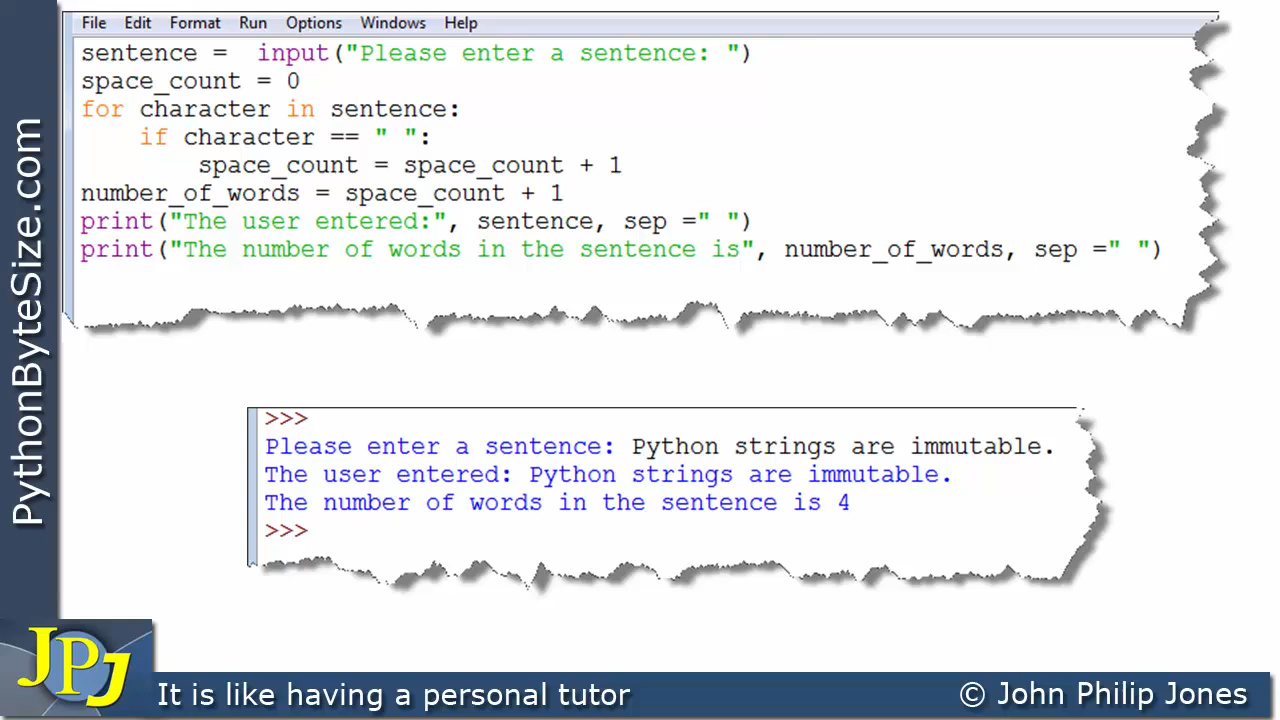 File Edit Format Run Options Windows Help
sentence =  input("Please enter a sentence: ")
space_count = 0
for character in sentence:
    if character == " ":
        space_count = space_count + 1
number_of_words = space_count + 1
print("The user entered:", sentence, sep =" ")
print("The number of words in the sentence is", number_of_words, sep =" ")
>>>
Please enter a sentence: Python strings are immutable.
The user entered: Python strings are immutable.
The number of words in the sentence is 4
>>>
PythonByteSize.com
JPJ
It is like having a personal tutor
© John Philip Jones